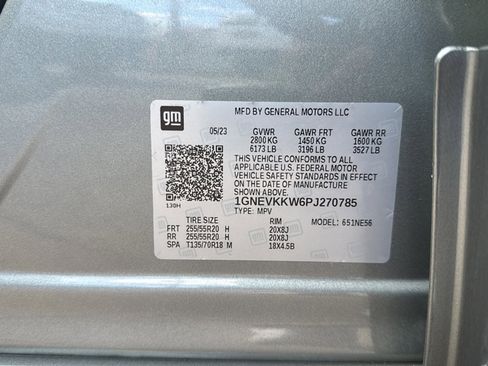 gm
MFD BY GENERAL MOTORS LLC
05/23 GVWR GAWR FRT GAWR RR
2800 KG 1450 KG 1600 KG
6173 LB 3196 LB 3527 LB
THIS VEHICLE CONFORMS TO ALL
APPLICABLE U.S. FEDERAL MOTOR
VEHICLE SAFETY STANDARDS IN EFFECT
ON THE DATE OF MANUFACTURE
SHOWN ABOVE.
1GNEVKKW6PJ270785
130H TYPE: MPV MODEL: 651NE56
TIRE SIZE RIM
FRT 255/55R20 H 20X8J
RR 255/55R20 H 20X8J
SPA T135/70R18 M 18X4.5B